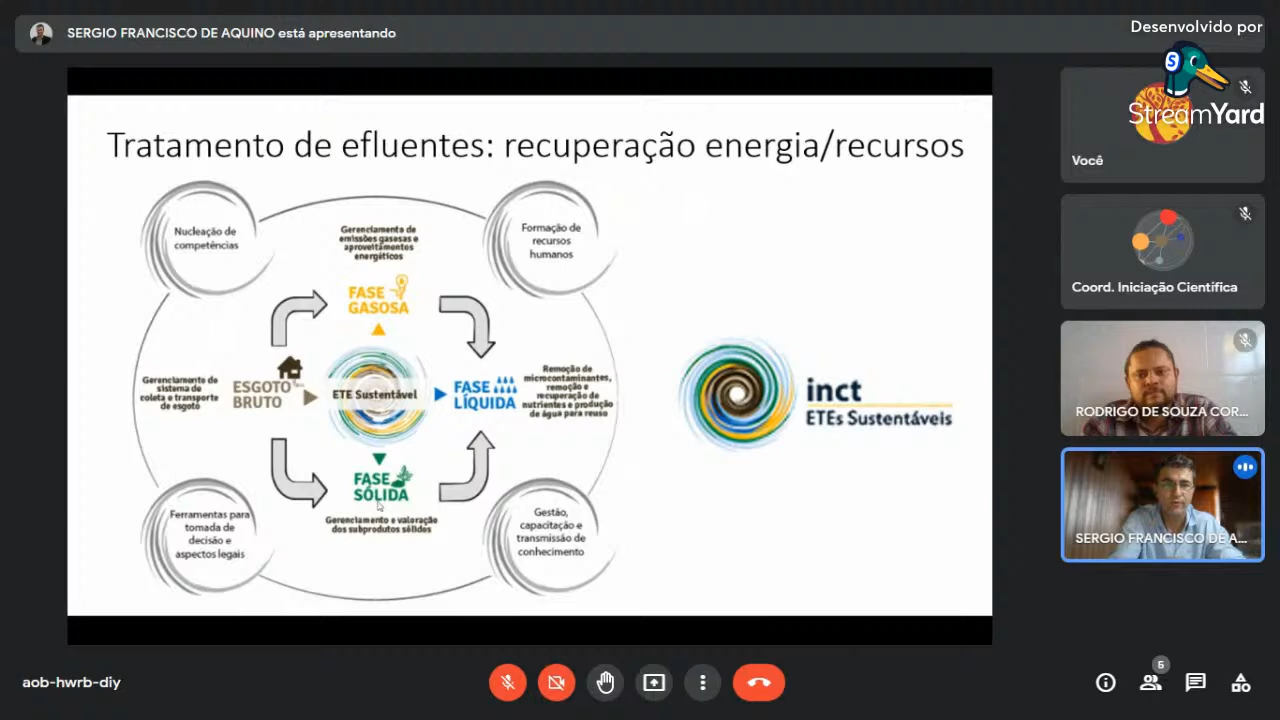 SERGIO FRANCISCO DE AQUINO está apresentando
Desenvolvido por
StreamYard
Tratamento de efluentes: recuperação energia/recursos
Nucleação de
competências
Gerenciamento de
emissões gasosas e
aproveitamentos
energéticos
Formação de
recursos
humanos
FASE
GASOSA
Gerenciamento de
sistema de
coleta e transporte
de esgoto
ESGOTO
BRUTO
ETE Sustentável
FASE
LÍQUIDA
Remoção de
microcontaminantes,
remoção e
recuperação de
nutrientes e produção
de água para reuso
FASE
SÓLIDA
Gerenciamento e valoração
dos subprodutos sólidos
Ferramentas para
tomada de
decisão e
aspectos legais
Gestão,
capacitação e
transmissão de
conhecimento
inct
ETEs Sustentáveis
Você
Coord. Iniciação Científica
RODRIGO DE SOUZA COR...
SERGIO FRANCISCO DE A...
aob-hwrb-diy
5